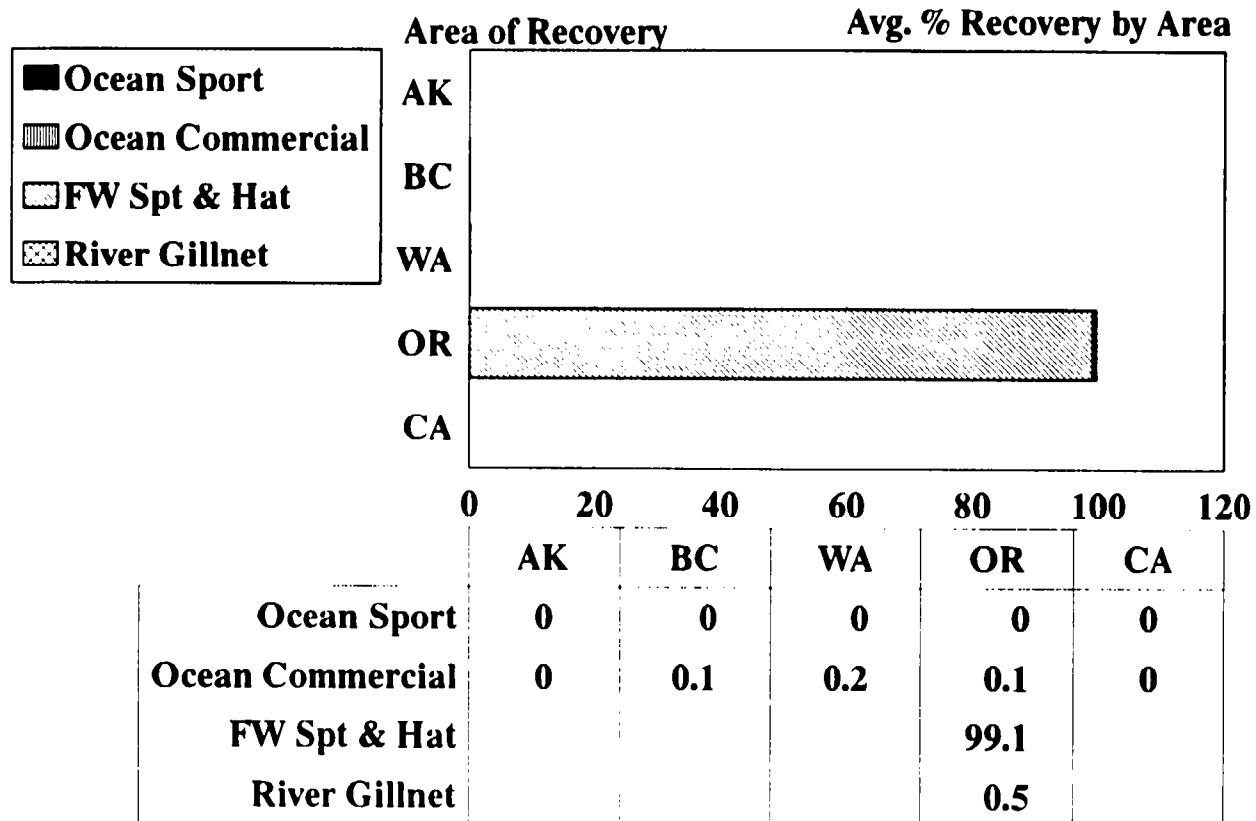 Area of Recovery Avg. % Recovery by Area
Ocean Sport
Ocean Commercial
FW Spt & Hat
River Gillnet
AK
BC
WA
OR
CA
0 20 40 60 80 100 120
AK BC WA OR CA
Ocean Sport 0 0 0 0 0
Ocean Commercial 0 0.1 0.2 0.1 0
FW Spt & Hat 99.1
River Gillnet 0.5